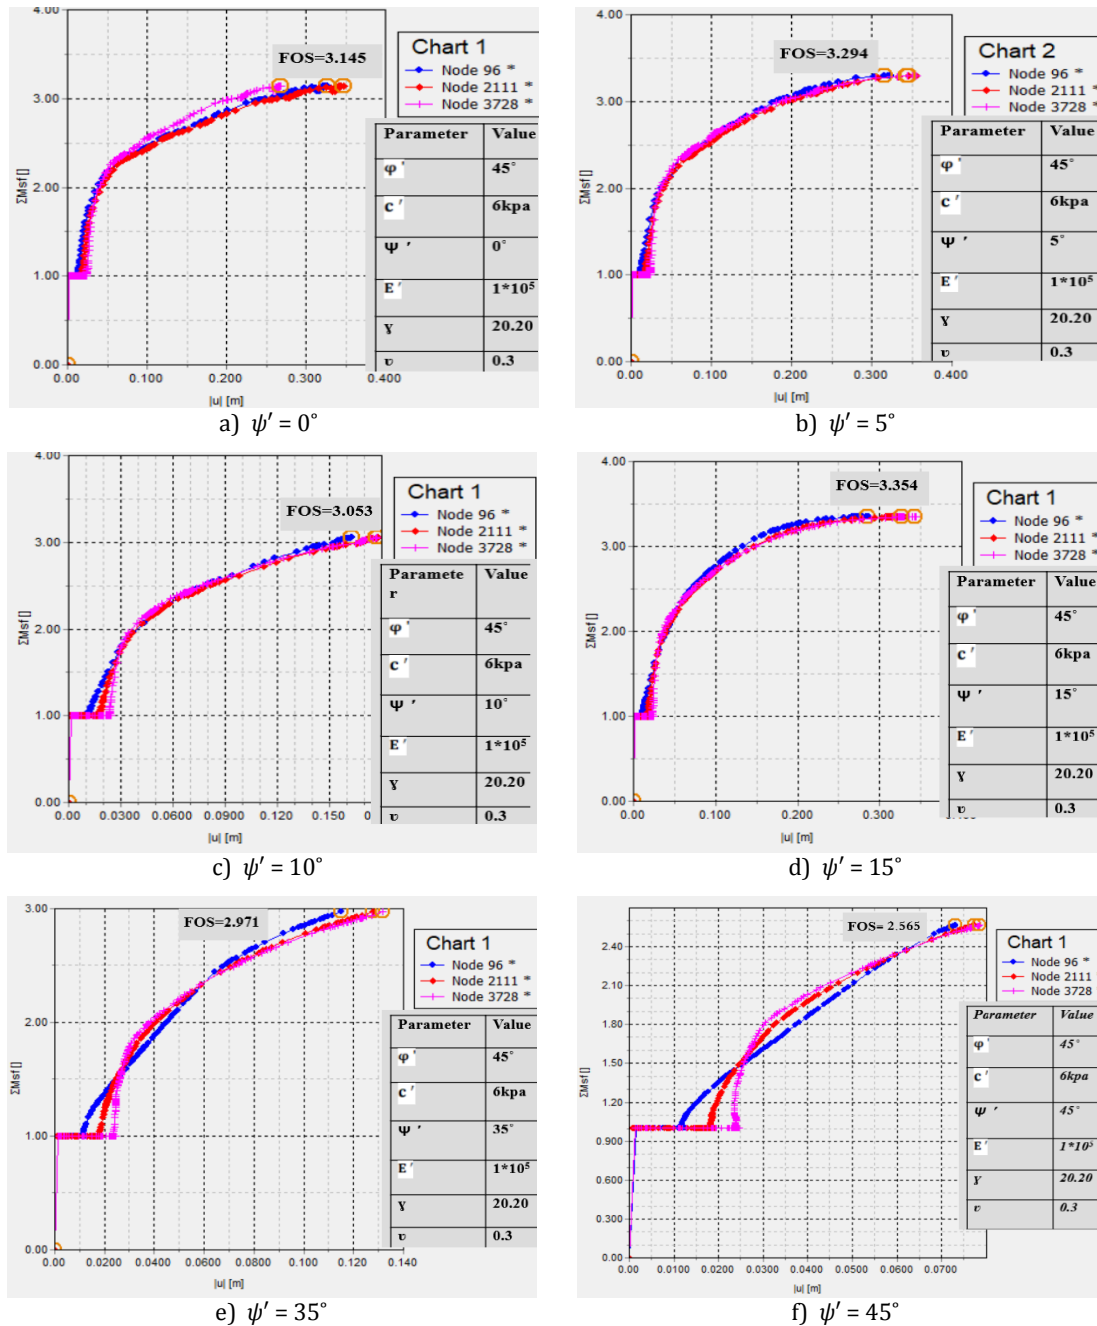 4.00
FOS=3.145
Chart 1
Node 96 *
Node 2111 *
Node 3728 *
3.00
2.00
1.00
0.00
ΣMsf []
0.00 0.100 0.200 0.300 0.400
|u| [m]
Parameter Value
φ' 45°
c' 6kpa
Ψ ' 0°
E' 1*10⁵
ɣ 20.20
υ 0.3
a) ψ′ = 0°
4.00
FOS=3.294
Chart 2
Node 96 *
Node 2111 *
Node 3728 *
3.00
2.00
1.00
0.00
ΣMsf []
0.00 0.100 0.200 0.300 0.400
|u| [m]
Parameter Value
φ' 45°
c' 6kpa
Ψ ' 5°
E' 1*10⁵
ɣ 20.20
υ 0.3
b) ψ′ = 5°
4.00
FOS=3.053
Chart 1
Node 96 *
Node 2111 *
Node 3728 *
3.00
2.00
1.00
0.00
ΣMsf []
0.00 0.0300 0.0600 0.0900 0.120 0.150
|u| [m]
Paramete Value
r
φ' 45°
c' 6kpa
Ψ ' 10°
E' 1*10⁵
ɣ 20.20
υ 0.3
c) ψ′ = 10°
4.00
FOS=3.354
Chart 1
Node 96 *
Node 2111 *
Node 3728 *
3.00
2.00
1.00
0.00
ΣMsf []
0.00 0.100 0.200 0.300
|u| [m]
Parameter Value
φ' 45°
c' 6kpa
Ψ ' 15°
E' 1*10⁵
ɣ 20.20
υ 0.3
d) ψ′ = 15°
3.00
FOS=2.971
Chart 1
Node 96 *
Node 2111 *
Node 3728 *
2.00
1.00
0.00
ΣMsf []
0.00 0.0200 0.0400 0.0600 0.0800 0.100 0.120 0.140
|u| [m]
Parameter Value
φ' 45°
c' 6kpa
Ψ ' 35°
E' 1*10⁵
ɣ 20.20
υ 0.3
e) ψ′ = 35°
FOS= 2.565
Chart 1
Node 96 *
Node 2111
Node 3728 *
2.40
2.10
1.80
1.50
1.20
0.900
0.600
0.300
0.00
ΣMsf []
0.00 0.0100 0.0200 0.0300 0.0400 0.0500 0.0600 0.0700
|u| [m]
Parameter Value
φ' 45°
c' 6kpa
Ψ ' 45°
E' 1*10⁵
ɣ 20.20
υ 0.3
f) ψ′ = 45°